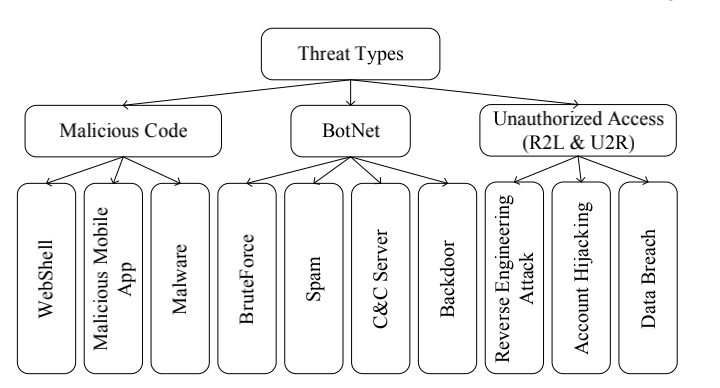 Threat Types
Malicious Code
BotNet
Unauthorized Access
(R2L & U2R)
WebShell
Malicious Mobile
App
Malware
BruteForce
Spam
C&C Server
Backdoor
Reverse Engineering
Attack
Account Hijacking
Data Breach